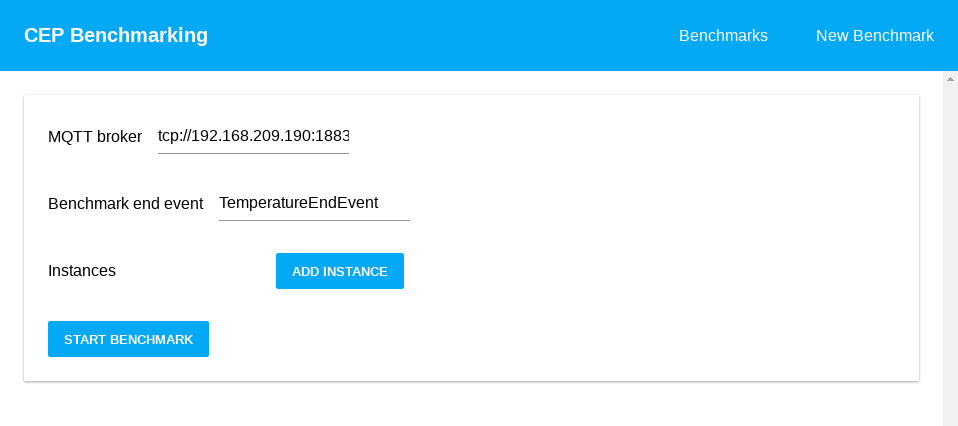 CEP Benchmarking Benchmarks New Benchmark
MQTT broker tcp://192.168.209.190:1883
Benchmark end event TemperatureEndEvent
Instances ADD INSTANCE
START BENCHMARK